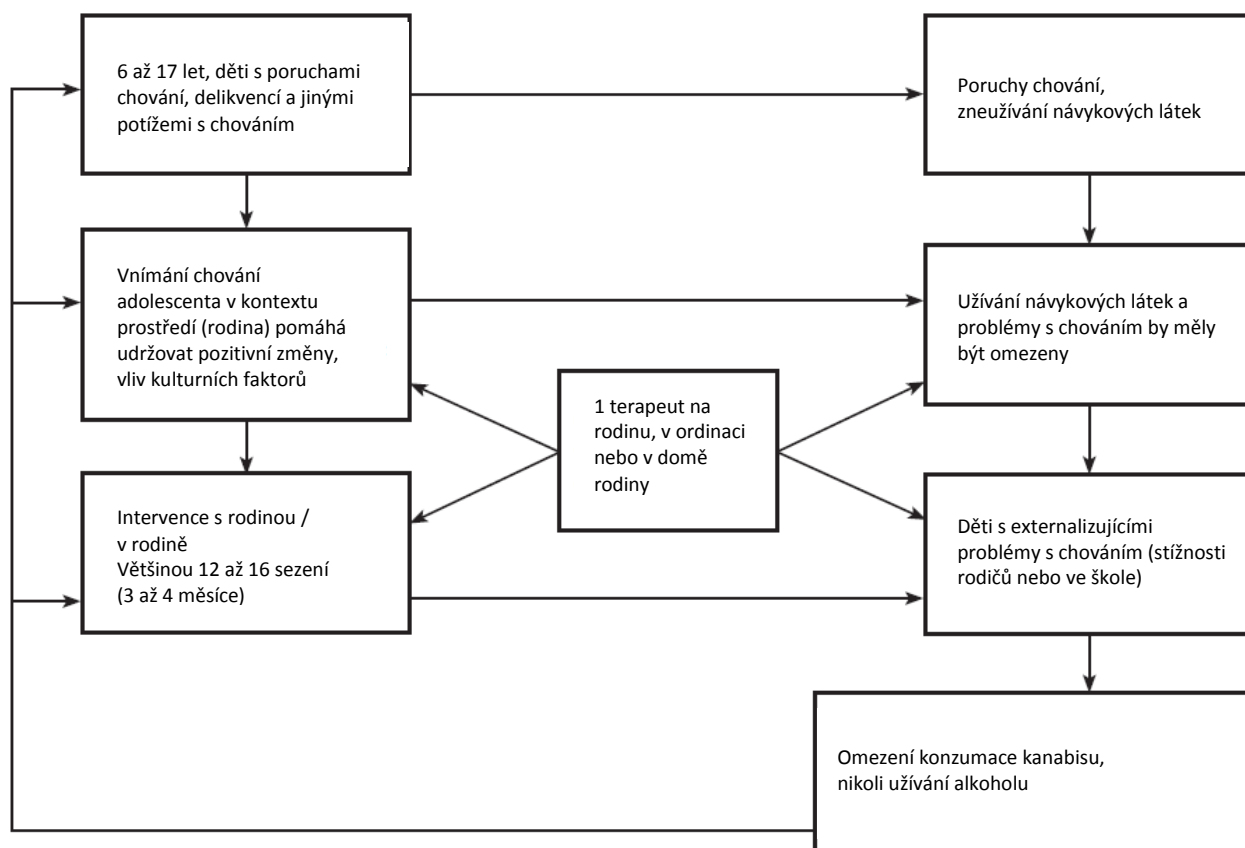 6 až 17 let, děti s poruchami
chování, delikvencí a jinými
potížemi s chováním
Poruchy chování,
zneužívání návykových látek
Vnímání chování
adolescenta v kontextu
prostředí (rodina) pomáhá
udržovat pozitivní změny,
vliv kulturních faktorů
Užívání návykových látek a
problémy s chováním by měly
být omezeny
1 terapeut na
rodinu, v ordinaci
nebo v domě
rodiny
Intervence s rodinou /
v rodině
Většinou 12 až 16 sezení
(3 až 4 měsíce)
Děti s externalizujícími
problémy s chováním (stížnosti
rodičů nebo ve škole)
Omezení konzumace kanabisu,
nikoli užívání alkoholu